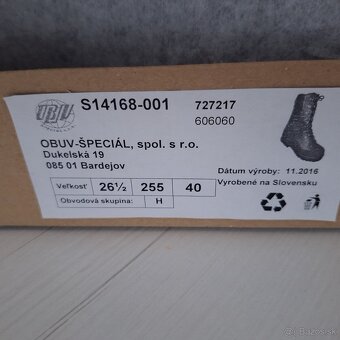 OBUV
S14168-001 727217
606060
OBUV-ŠPECIÁL, spol. s r.o.
Dukelská 19
085 01 Bardejov
Dátum výroby: 11.2016
Vyrobené na Slovensku
Veľkosť 26½ 255 40
Obvodová skupina: H